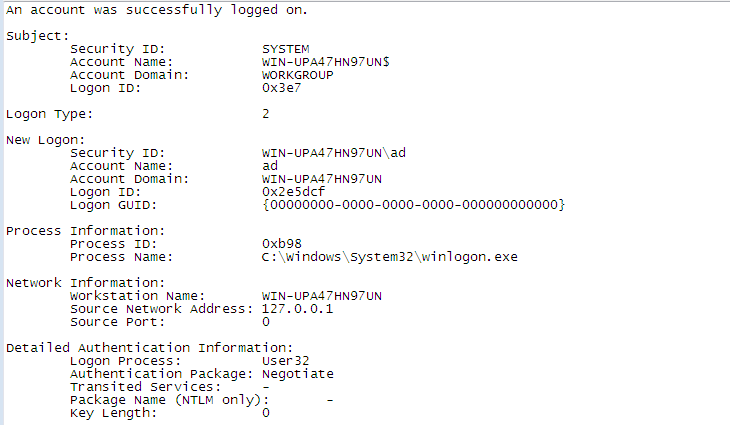 An account was successfully logged on.
Subject:
Security ID: SYSTEM
Account Name: WIN-UPA47HN97UN$
Account Domain: WORKGROUP
Logon ID: 0x3e7
Logon Type: 2
New Logon:
Security ID: WIN-UPA47HN97UN\ad
Account Name: ad
Account Domain: WIN-UPA47HN97UN
Logon ID: 0x2e5dcf
Logon GUID: {00000000-0000-0000-0000-000000000000}
Process Information:
Process ID: 0xb98
Process Name: C:\Windows\System32\winlogon.exe
Network Information:
Workstation Name: WIN-UPA47HN97UN
Source Network Address: 127.0.0.1
Source Port: 0
Detailed Authentication Information:
Logon Process: User32
Authentication Package: Negotiate
Transited Services: -
Package Name (NTLM only): -
Key Length: 0